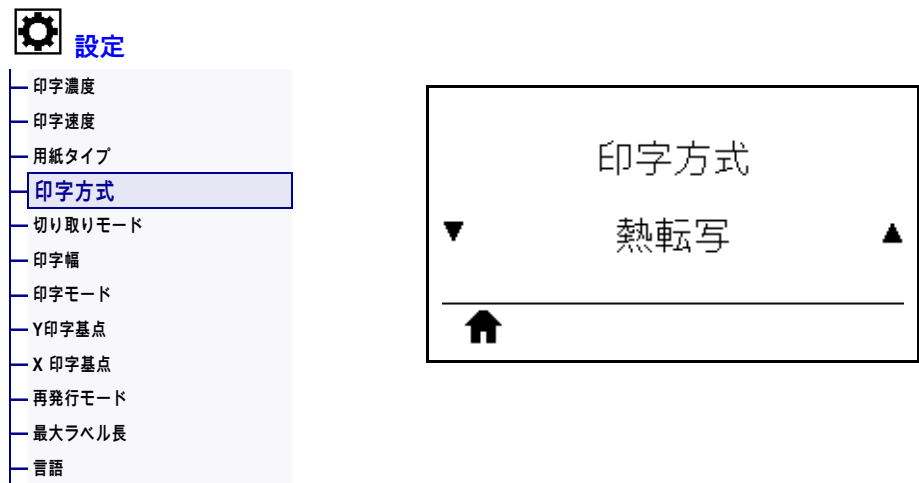 設定
印字濃度
印字速度
用紙タイプ
印字方式
切り取りモード
印字幅
印字モード
Y印字基点
X 印字基点
再発行モード
最大ラベル長
言語
印字方式
▼ 熱転写 ▲